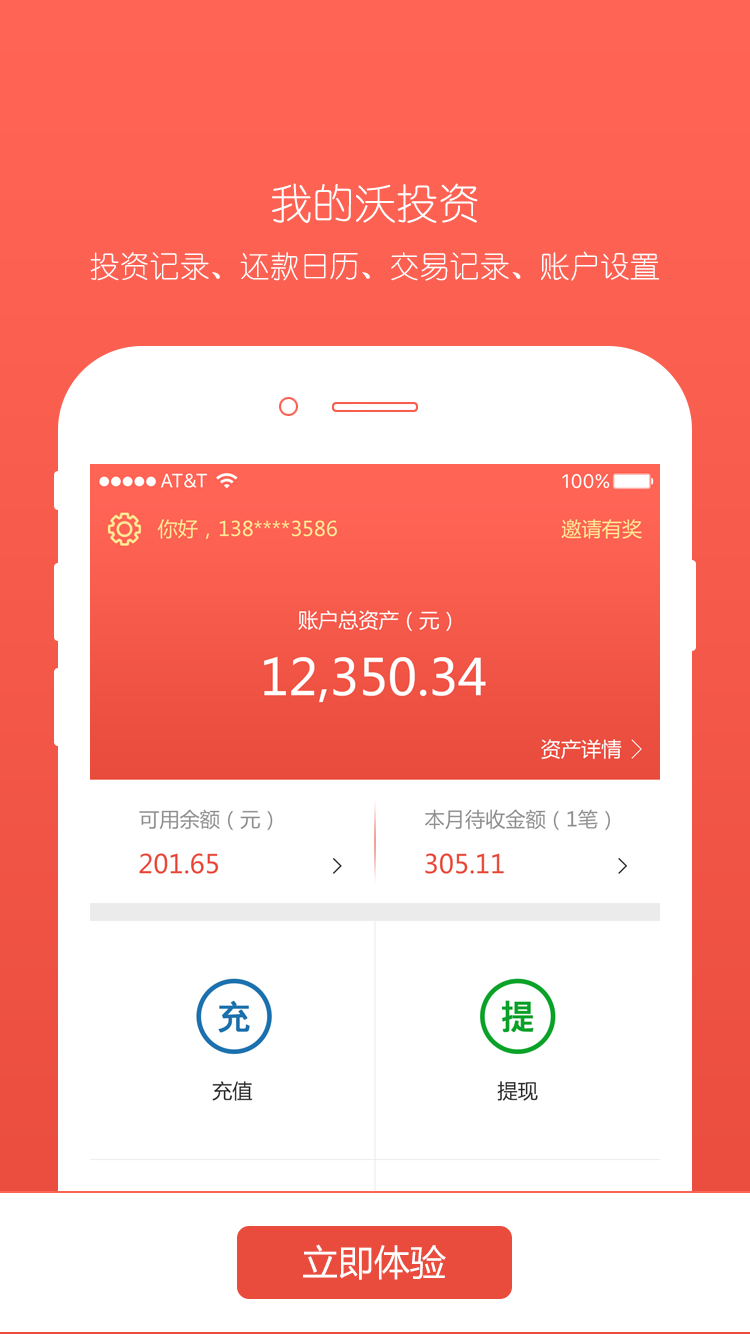 我的沃投资
投资记录、还款日历、交易记录、账户设置
AT&T 100%
你好，138****3586 邀请有奖
账户总资产（元）
12,350.34
资产详情
可用余额（元） 本月待收金额（1笔）
201.65 305.11
充 提
充值 提现
立即体验